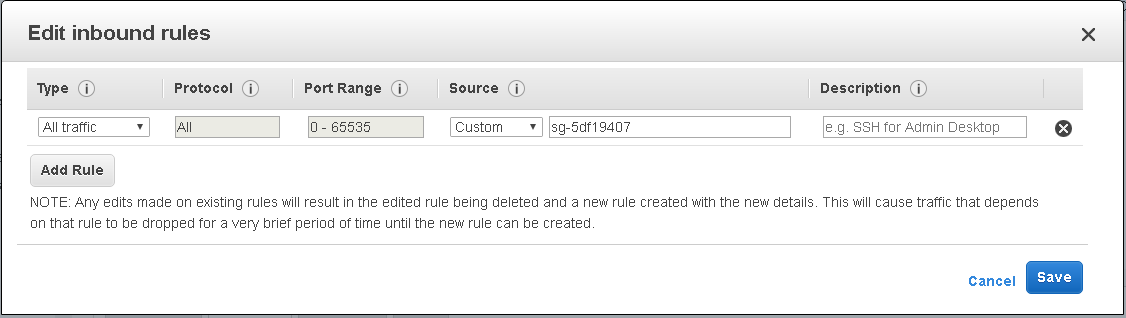 Edit inbound rules
Type Protocol Port Range Source Description
All traffic All 0 - 65535 Custom sg-5df19407 e.g. SSH for Admin Desktop
Add Rule
NOTE: Any edits made on existing rules will result in the edited rule being deleted and a new rule created with the new details. This will cause traffic that depends
on that rule to be dropped for a very brief period of time until the new rule can be created.
Cancel Save